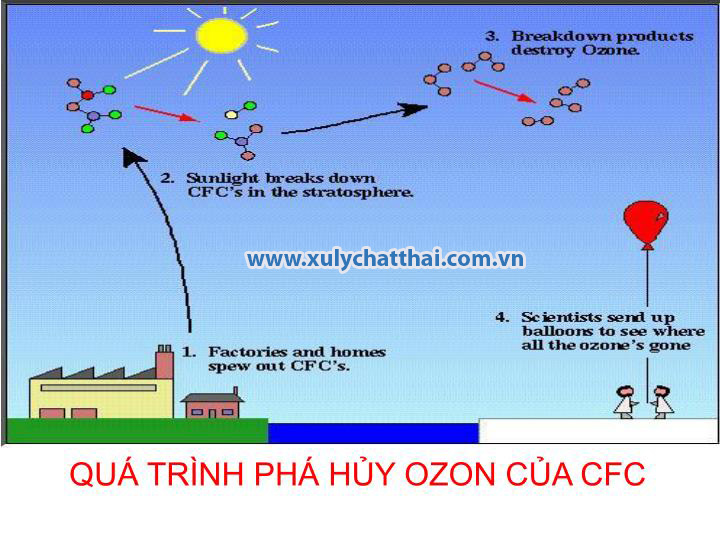 3. Breakdown products
destroy Ozone.
2. Sunlight breaks down
CFC's in the stratosphere.
www.xulychatthai.com.vn
4. Scientists send up
balloons to see where
all the ozone's gone
1. Factories and homes
spew out CFC's.
QUÁ TRÌNH PHÁ HỦY OZON CỦA CFC